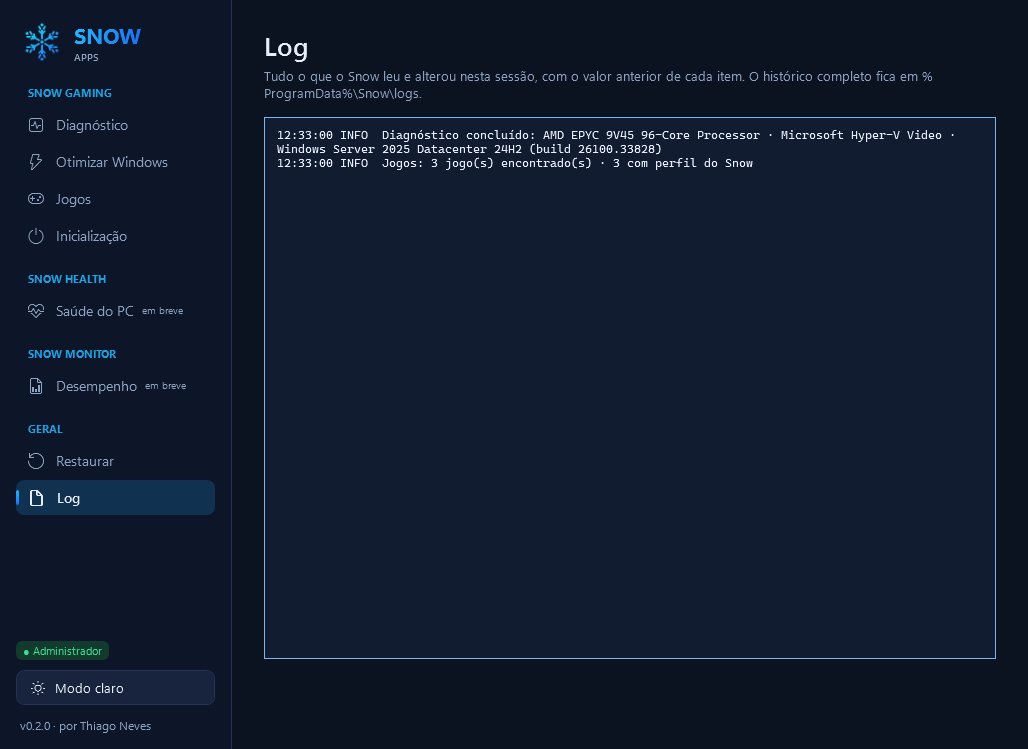 SNOW
APPS
SNOW GAMING
Diagnóstico
Otimizar Windows
Jogos
Inicialização
SNOW HEALTH
Saúde do PC em breve
SNOW MONITOR
Desempenho em breve
GERAL
Restaurar
Log
● Administrador
Modo claro
v0.2.0 · por Thiago Neves
Log
Tudo o que o Snow leu e alterou nesta sessão, com o valor anterior de cada item. O histórico completo fica em %
ProgramData%\Snow\logs.
12:33:00 INFO  Diagnóstico concluído: AMD EPYC 9V45 96-Core Processor · Microsoft Hyper-V Video ·
Windows Server 2025 Datacenter 24H2 (build 26100.33828)
12:33:00 INFO  Jogos: 3 jogo(s) encontrado(s) · 3 com perfil do Snow